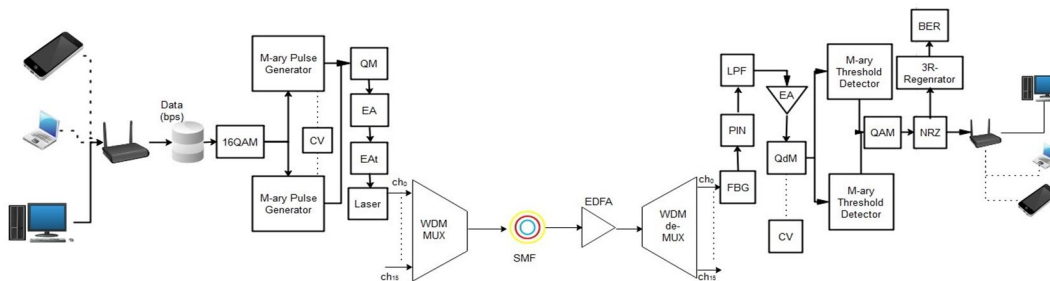 Data
(bps)
16QAM
M-ary Pulse
Generator
CV
M-ary Pulse
Generator
QM
EA
EAt
Laser
ch0
ch15
WDM
MUX
SMF
EDFA
WDM
de-
MUX
ch0
ch15
FBG
PIN
LPF
EA
QdM
CV
M-ary
Threshold
Detector
M-ary
Threshold
Detector
QAM
NRZ
3R-
Regenrator
BER